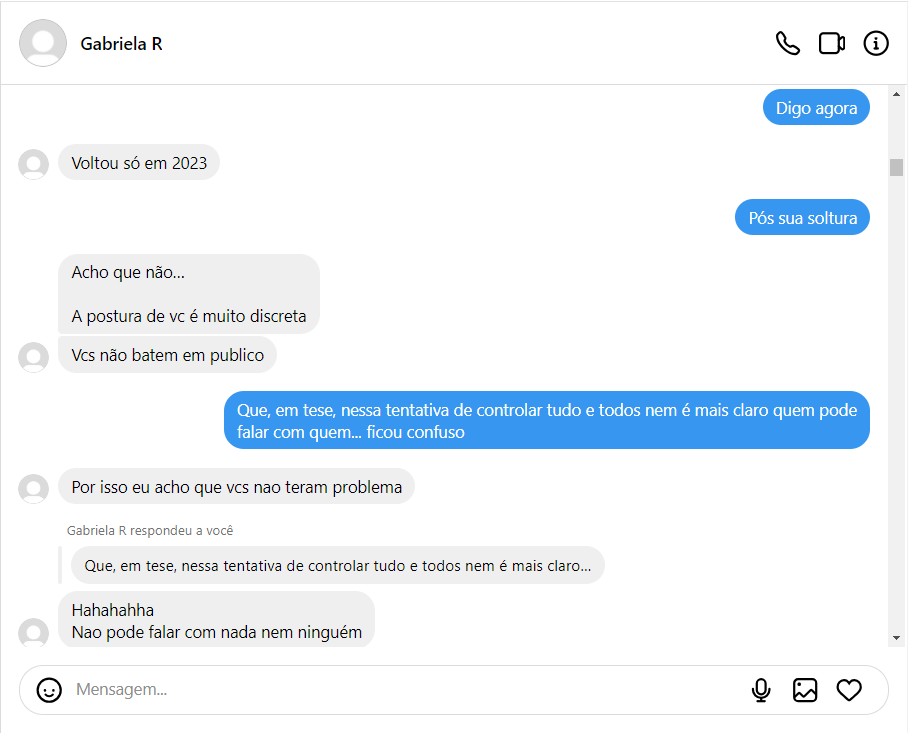 Gabriela R
Digo agora
Voltou só em 2023
Pós sua soltura
Acho que não...
A postura de vc é muito discreta
Vcs não batem em publico
Que, em tese, nessa tentativa de controlar tudo e todos nem é mais claro quem pode
falar com quem... ficou confuso
Por isso eu acho que vcs nao teram problema
Gabriela R respondeu a você
Que, em tese, nessa tentativa de controlar tudo e todos nem é mais claro...
Hahahahha
Nao pode falar com nada nem ninguém
Mensagem...